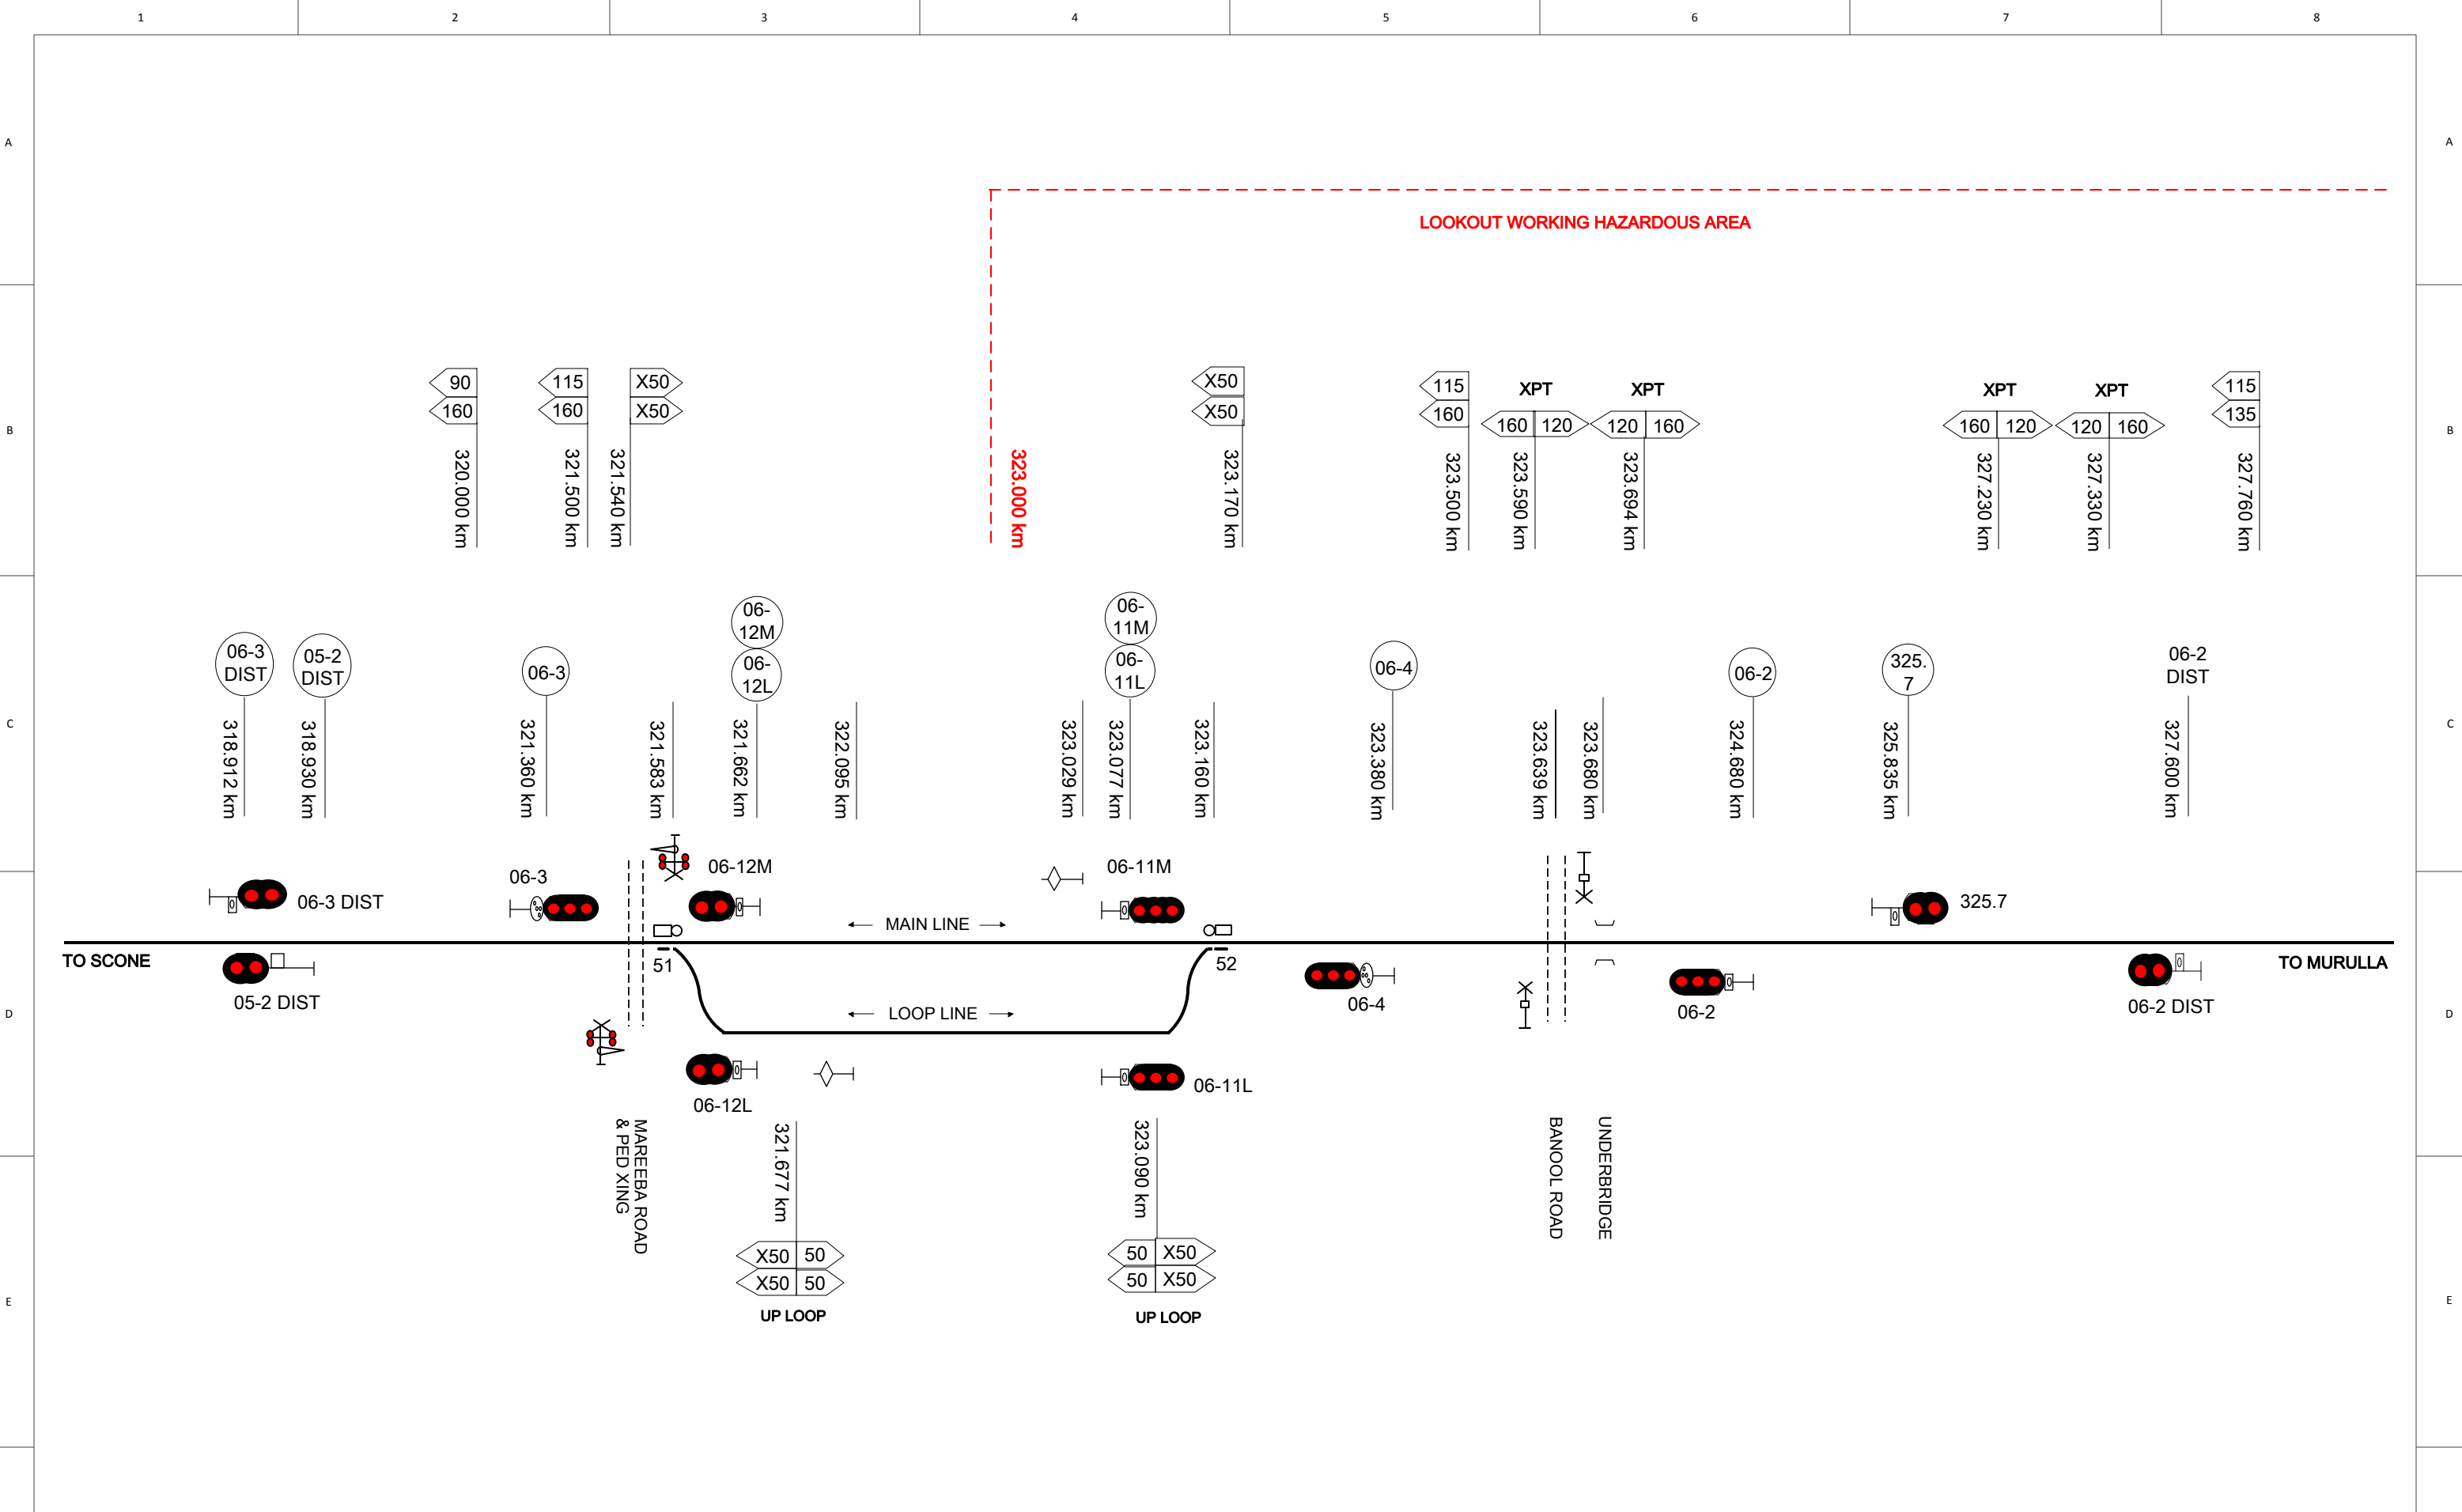 1 2 3 4 5 6 7 8
A A
LOOKOUT WORKING HAZARDOUS AREA
90
160
115
160
X50
X50
X50
X50
115
160
XPT
160 120
XPT
120 160
XPT
160 120
XPT
120 160
115
135
B B
320.000 km
321.500 km
321.540 km
323.000 km
323.170 km
323.500 km
323.590 km
323.694 km
327.230 km
327.330 km
327.760 km
06-3
DIST
05-2
DIST
06-3
06-
12M
06-
12L
06-
11M
06-
11L
06-4
06-2
325.
7
06-2
DIST
C C
318.912 km
318.930 km
321.360 km
321.583 km
321.662 km
322.095 km
323.029 km
323.077 km
323.160 km
323.380 km
323.639 km
323.680 km
324.680 km
325.835 km
327.600 km
06-3 DIST
06-3
06-12M
06-11M
325.7
MAIN LINE
TO SCONE
51
52
TO MURULLA
05-2 DIST
LOOP LINE
06-4
06-2
06-2 DIST
D D
06-12L
06-11L
MAREEBA ROAD
& PED XING
321.677 km
323.090 km
BANOOL ROAD
UNDERBRIDGE
X50 50
X50 50
UP LOOP
50 X50
50 X50
UP LOOP
E E